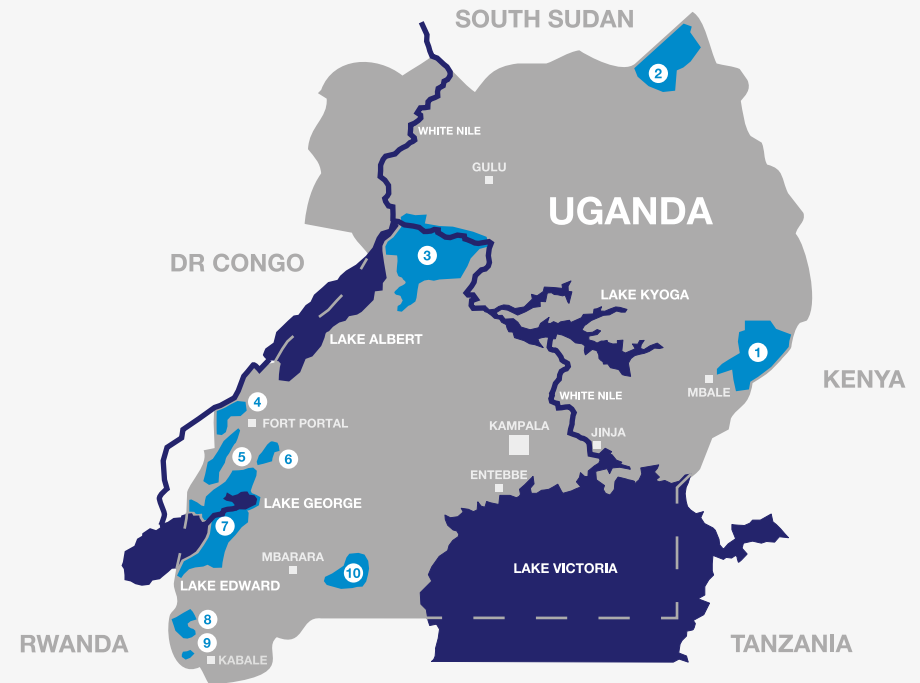 SOUTH SUDAN
2
WHITE NILE
GULU
UGANDA
DR CONGO
3
LAKE KYOGA
LAKE ALBERT
1
KENYA
MBALE
WHITE NILE
4
FORT PORTAL
KAMPALA
JINJA
5
6
ENTEBBE
LAKE GEORGE
7
MBARARA
10
LAKE VICTORIA
LAKE EDWARD
8
RWANDA
9
TANZANIA
KABALE